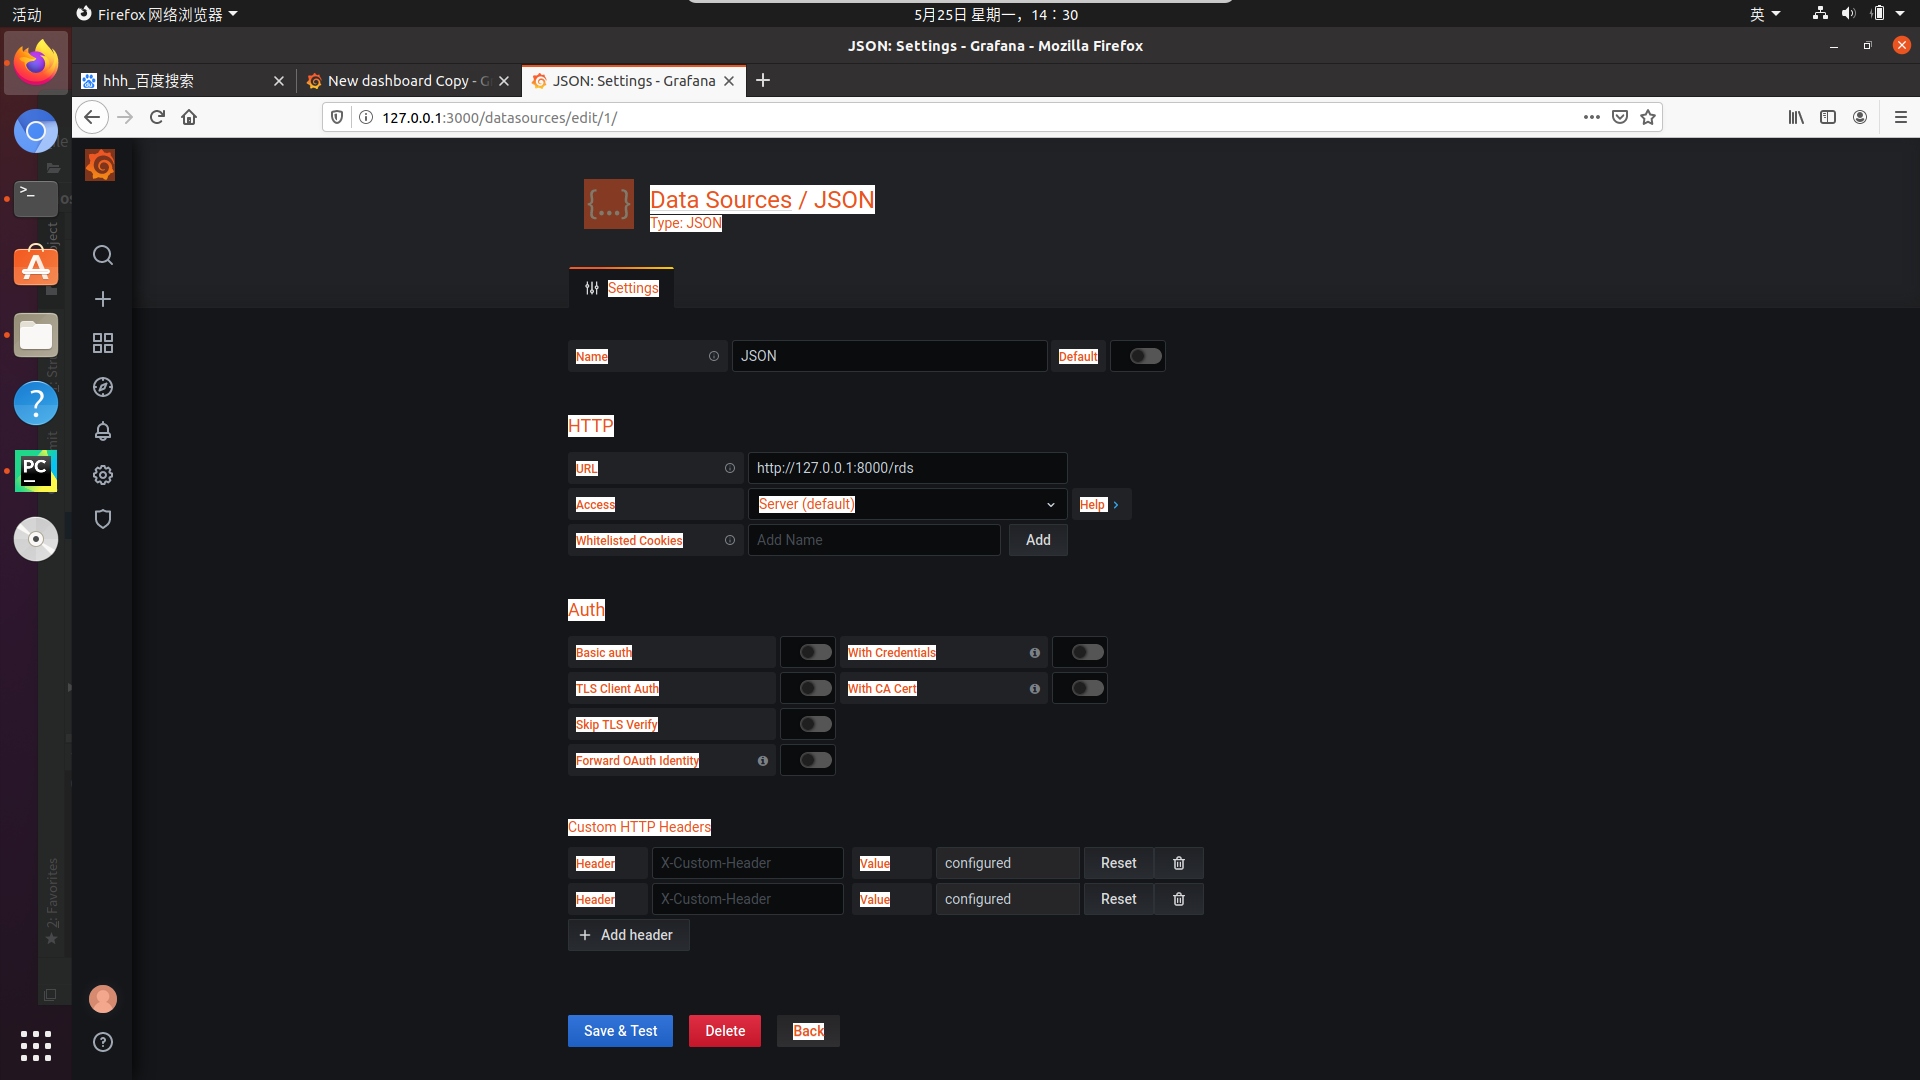 活动
Firefox 网络浏览器
5月25日 星期一，14：30
英
JSON: Settings - Grafana - Mozilla Firefox
hhh_百度搜索
New dashboard Copy - G
JSON: Settings - Grafana
127.0.0.1:3000/datasources/edit/1/
{...}
Data Sources / JSON
Type: JSON
Settings
Name
JSON
Default
HTTP
URL
http://127.0.0.1:8000/rds
Access
Server (default)
Help
Whitelisted Cookies
Add Name
Add
Auth
Basic auth
With Credentials
TLS Client Auth
With CA Cert
Skip TLS Verify
Forward OAuth Identity
Custom HTTP Headers
Header
X-Custom-Header
Value
configured
Reset
Header
X-Custom-Header
Value
configured
Reset
Add header
Save & Test
Delete
Back
PC
2: Favorites